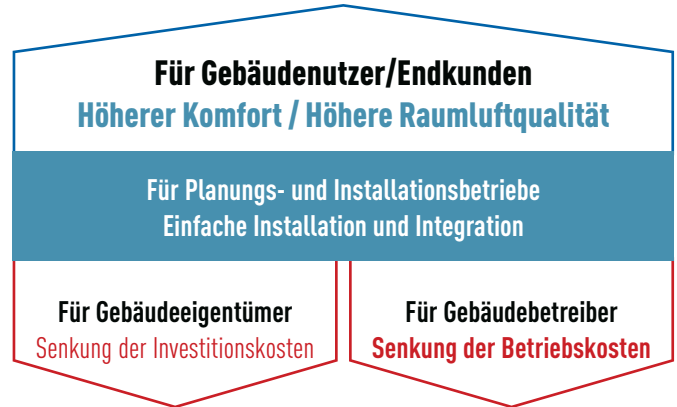 Für Gebäudenutzer/Endkunden
Höherer Komfort / Höhere Raumluftqualität
Für Planungs- und Installationsbetriebe
Einfache Installation und Integration
Für Gebäudeeigentümer
Senkung der Investitionskosten
Für Gebäudebetreiber
Senkung der Betriebskosten